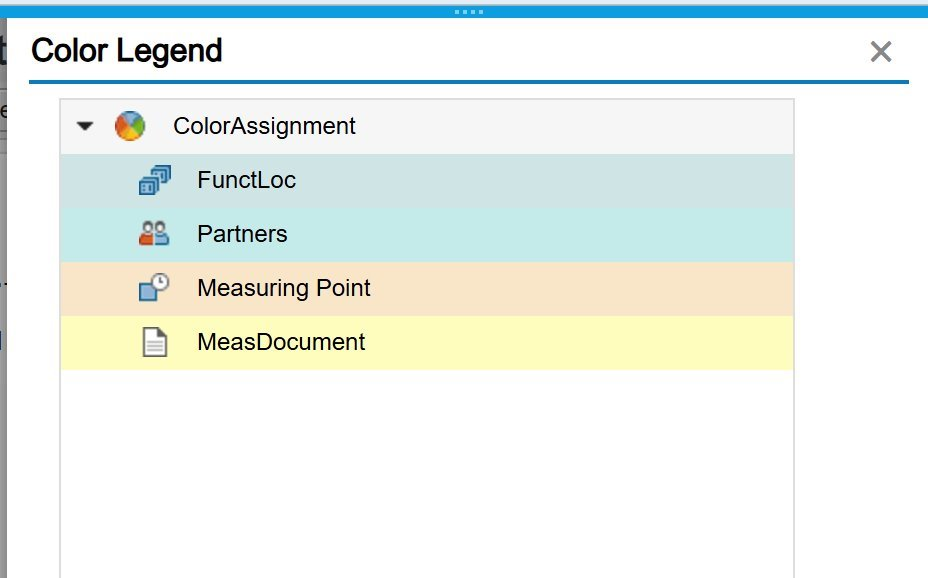 Color Legend
ColorAssignment
FunctLoc
Partners
Measuring Point
MeasDocument